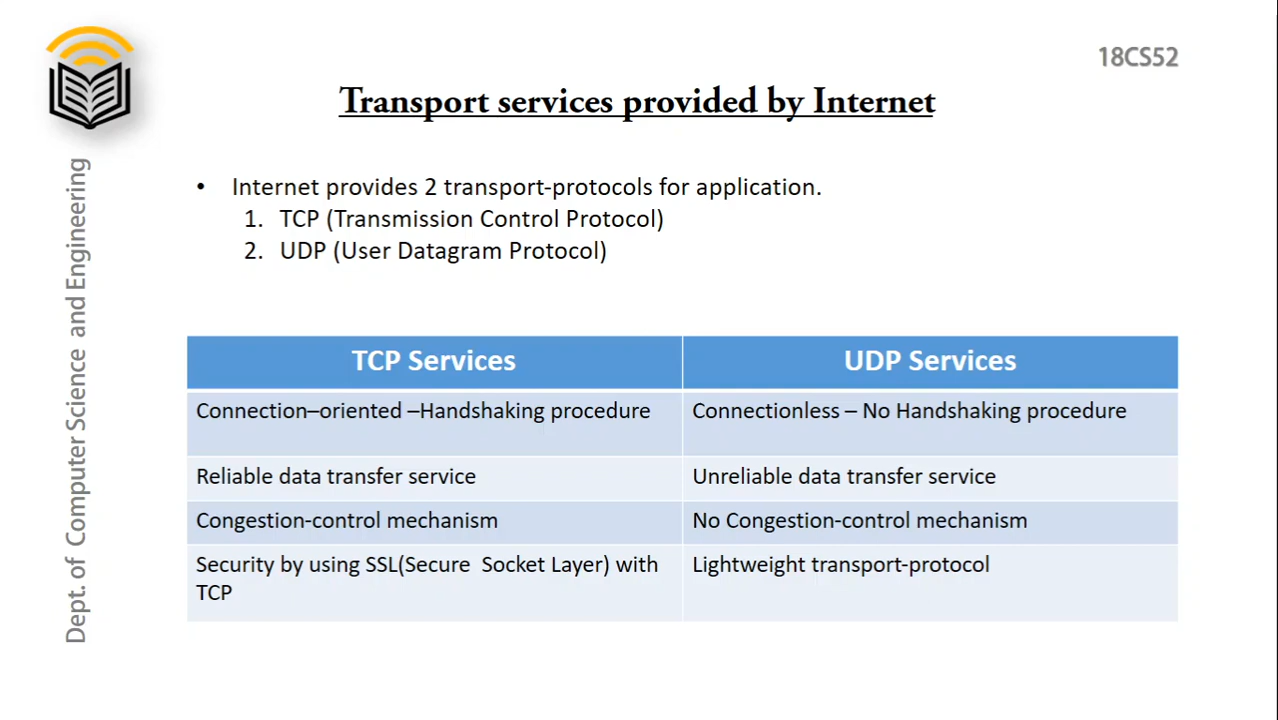 18CS52
Transport services provided by Internet
Dept. of Computer Science and Engineering
• Internet provides 2 transport-protocols for application.
1. TCP (Transmission Control Protocol)
2. UDP (User Datagram Protocol)
TCP Services
UDP Services
Connection–oriented –Handshaking procedure
Connectionless – No Handshaking procedure
Reliable data transfer service
Unreliable data transfer service
Congestion-control mechanism
No Congestion-control mechanism
Security by using SSL(Secure Socket Layer) with
TCP
Lightweight transport-protocol